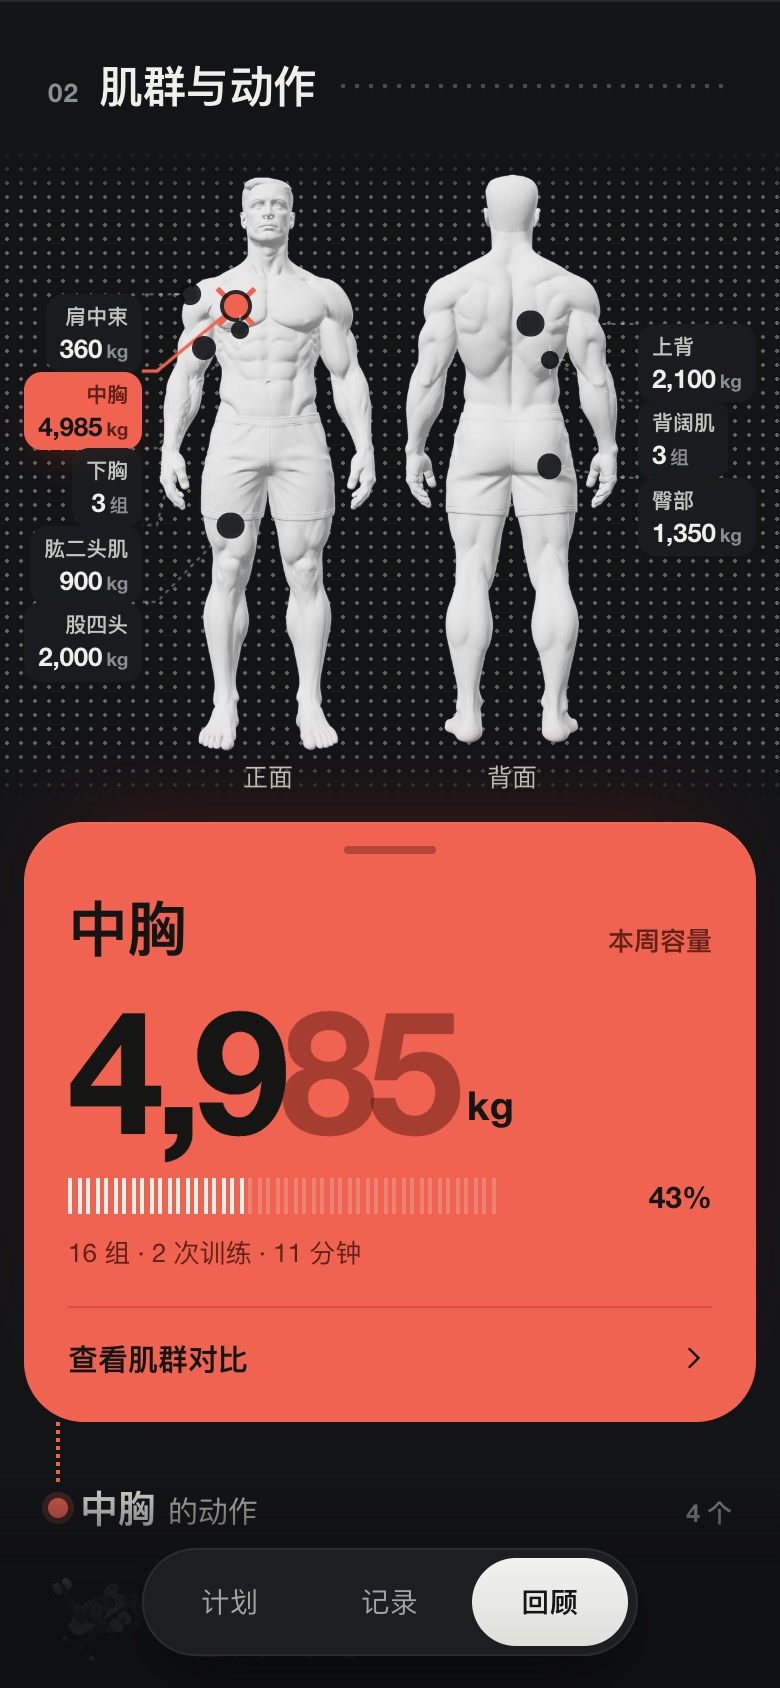 02 肌群与动作
肩中束
360 kg
中胸
4,985 kg
下胸
3 组
肱二头肌
900 kg
股四头
2,000 kg
上背
2,100 kg
背阔肌
3 组
臀部
1,350 kg
正面
背面
中胸
本周容量
4,985 kg
43%
16 组 · 2 次训练 · 11 分钟
查看肌群对比
中胸 的动作
4 个
计划
记录
回顾